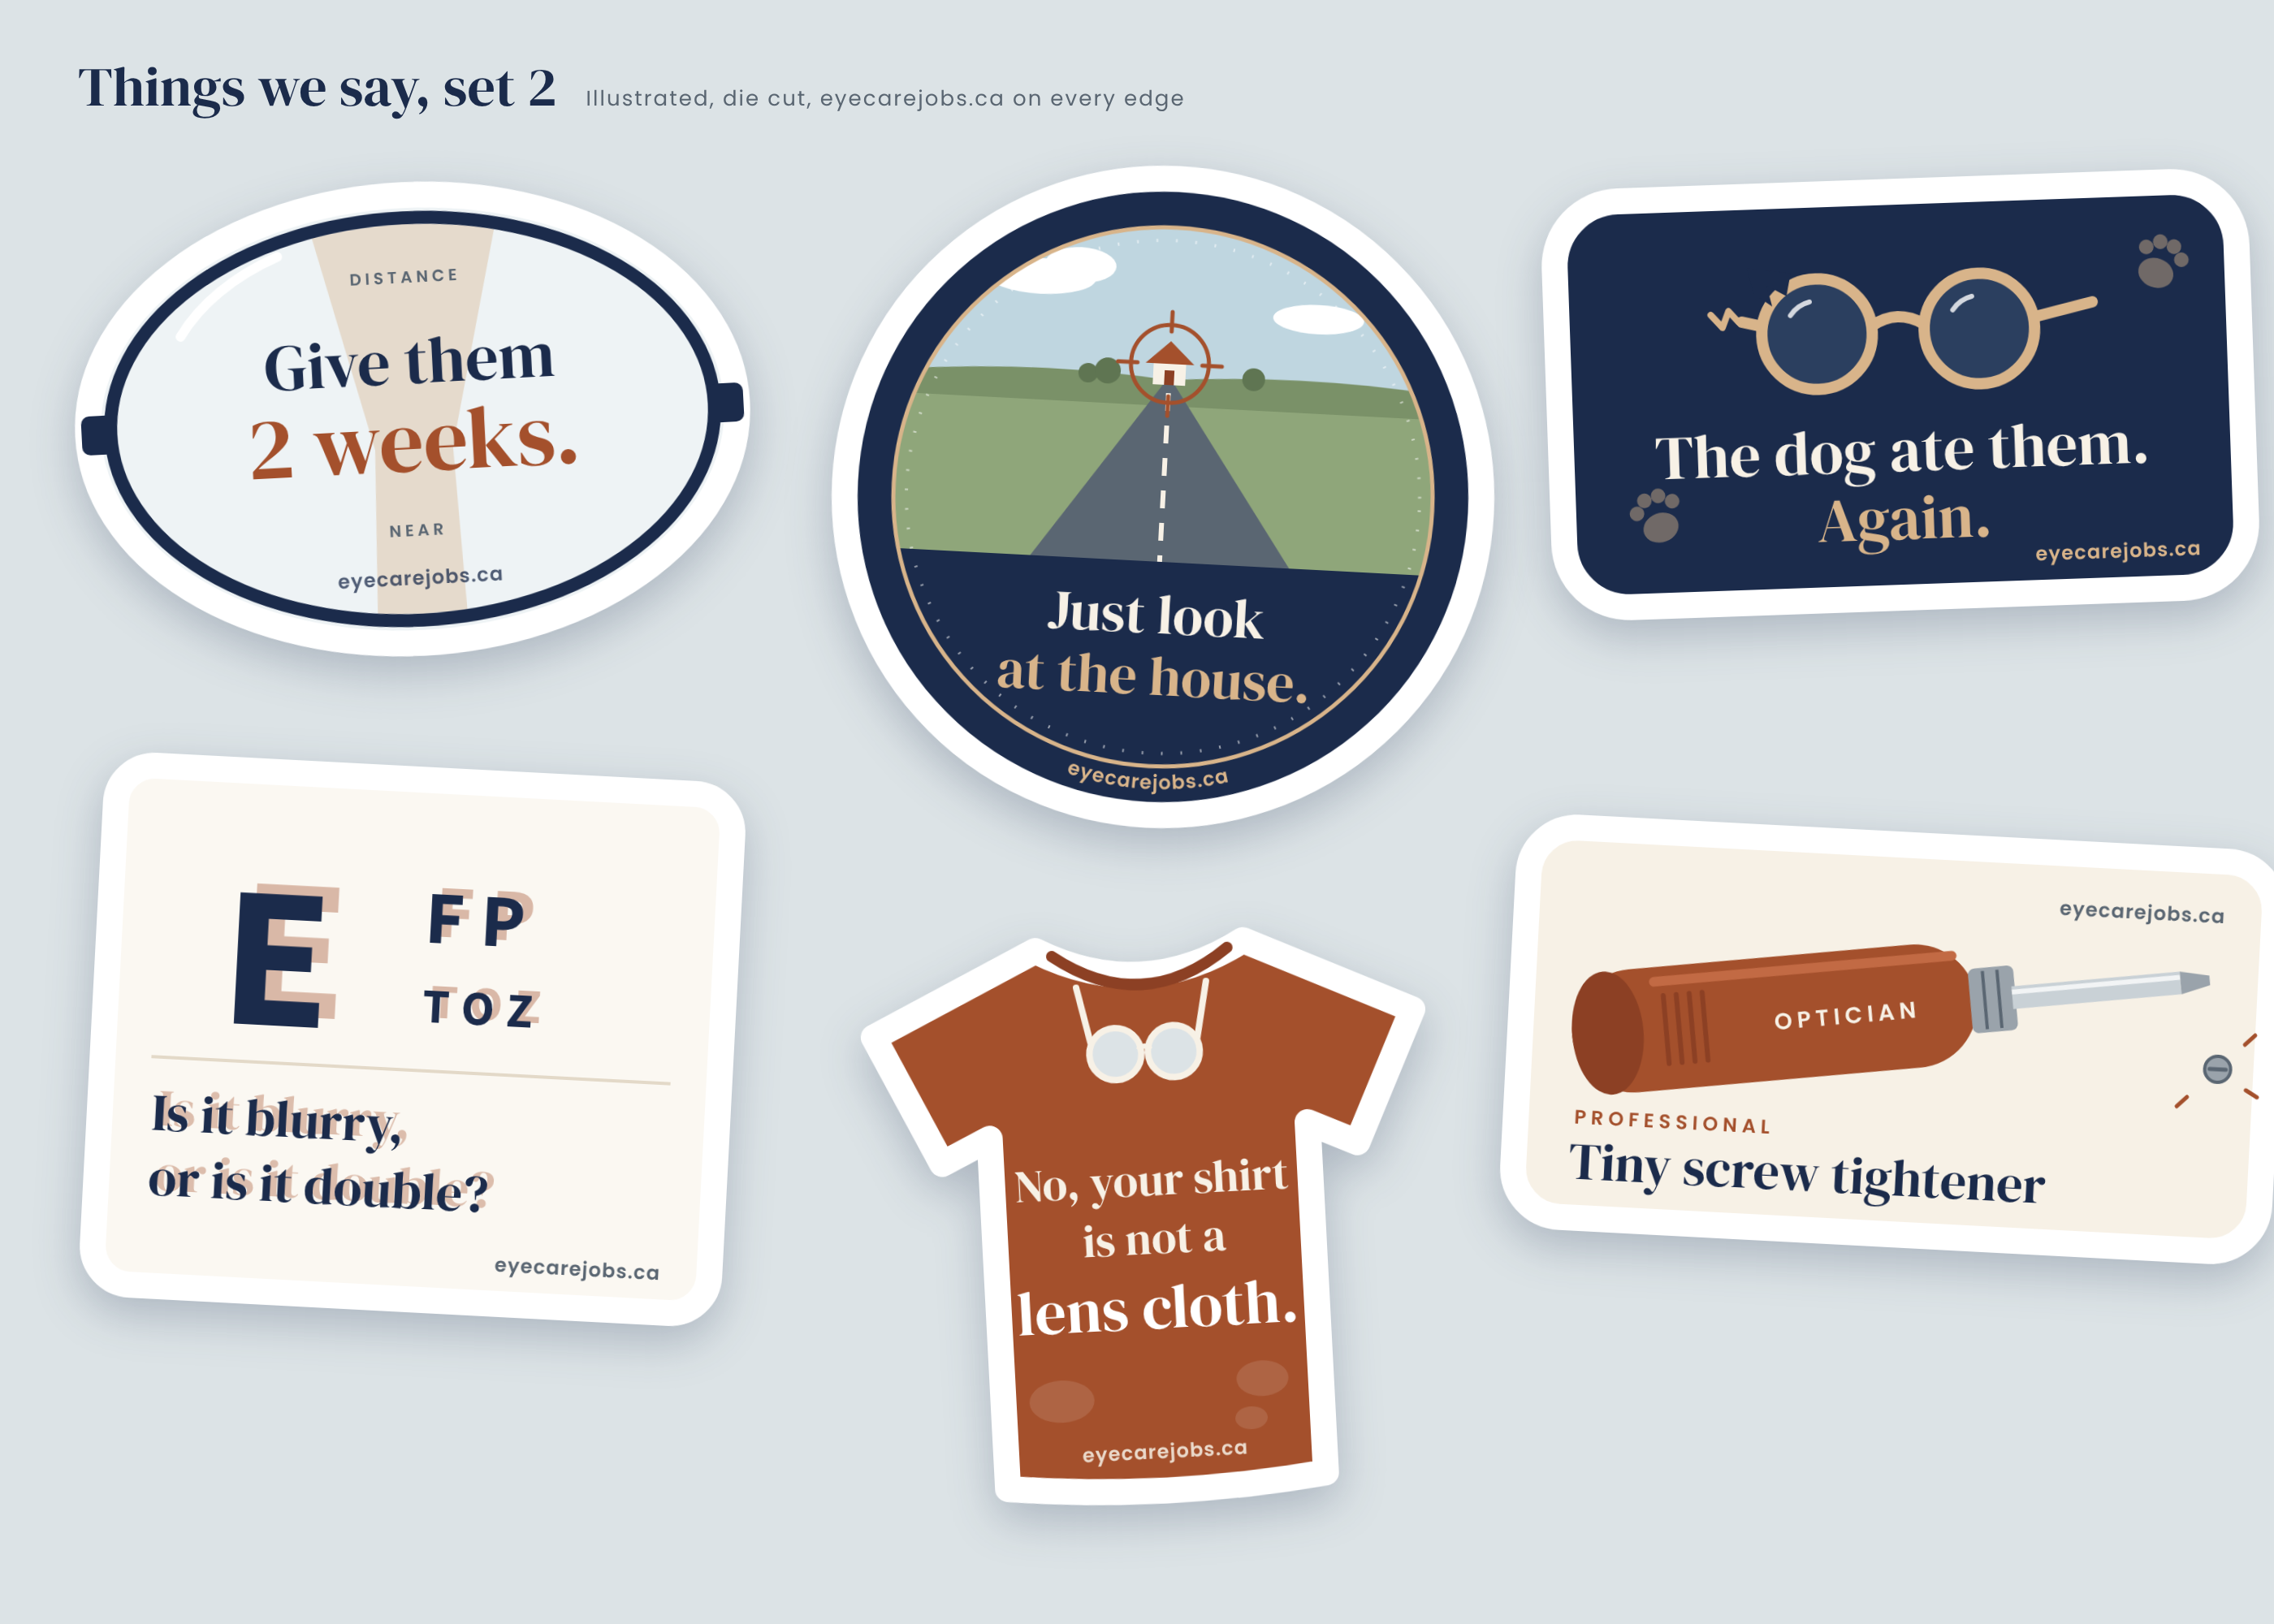 Things we say, set 2
Illustrated, die cut, eyecarejobs.ca on every edge
DISTANCE
Give them
2 weeks.
NEAR
eyecarejobs.ca
Just look
at the house.
eyecarejobs.ca
The dog ate them.
Again.
eyecarejobs.ca
E
F P
T O Z
Is it blurry,
or is it double?
eyecarejobs.ca
No, your shirt
is not a
lens cloth.
eyecarejobs.ca
eyecarejobs.ca
OPTICIAN
PROFESSIONAL
Tiny screw tightener